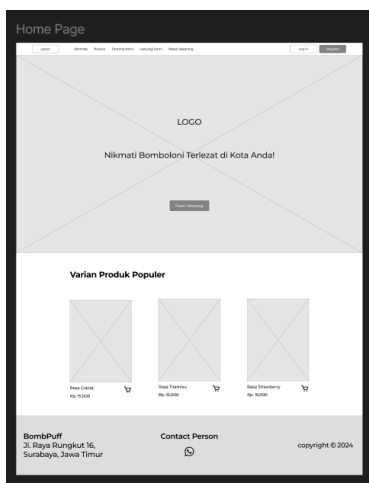 Home Page
LOGO
Beranda Produk Tentang Kami Hubungi Kami Pesan Sekarang
Log In
Register
LOGO
Nikmati Bomboloni Terlezat di Kota Anda!
Pesan Sekarang
Varian Produk Populer
Rasa Coklat
Rp. 15.000
Rasa Tiramisu
Rp. 15.000
Rasa Strawberry
Rp. 15.000
BombPuff
Jl. Raya Rungkut 16,
Surabaya, Jawa Timur
Contact Person
copyright © 2024